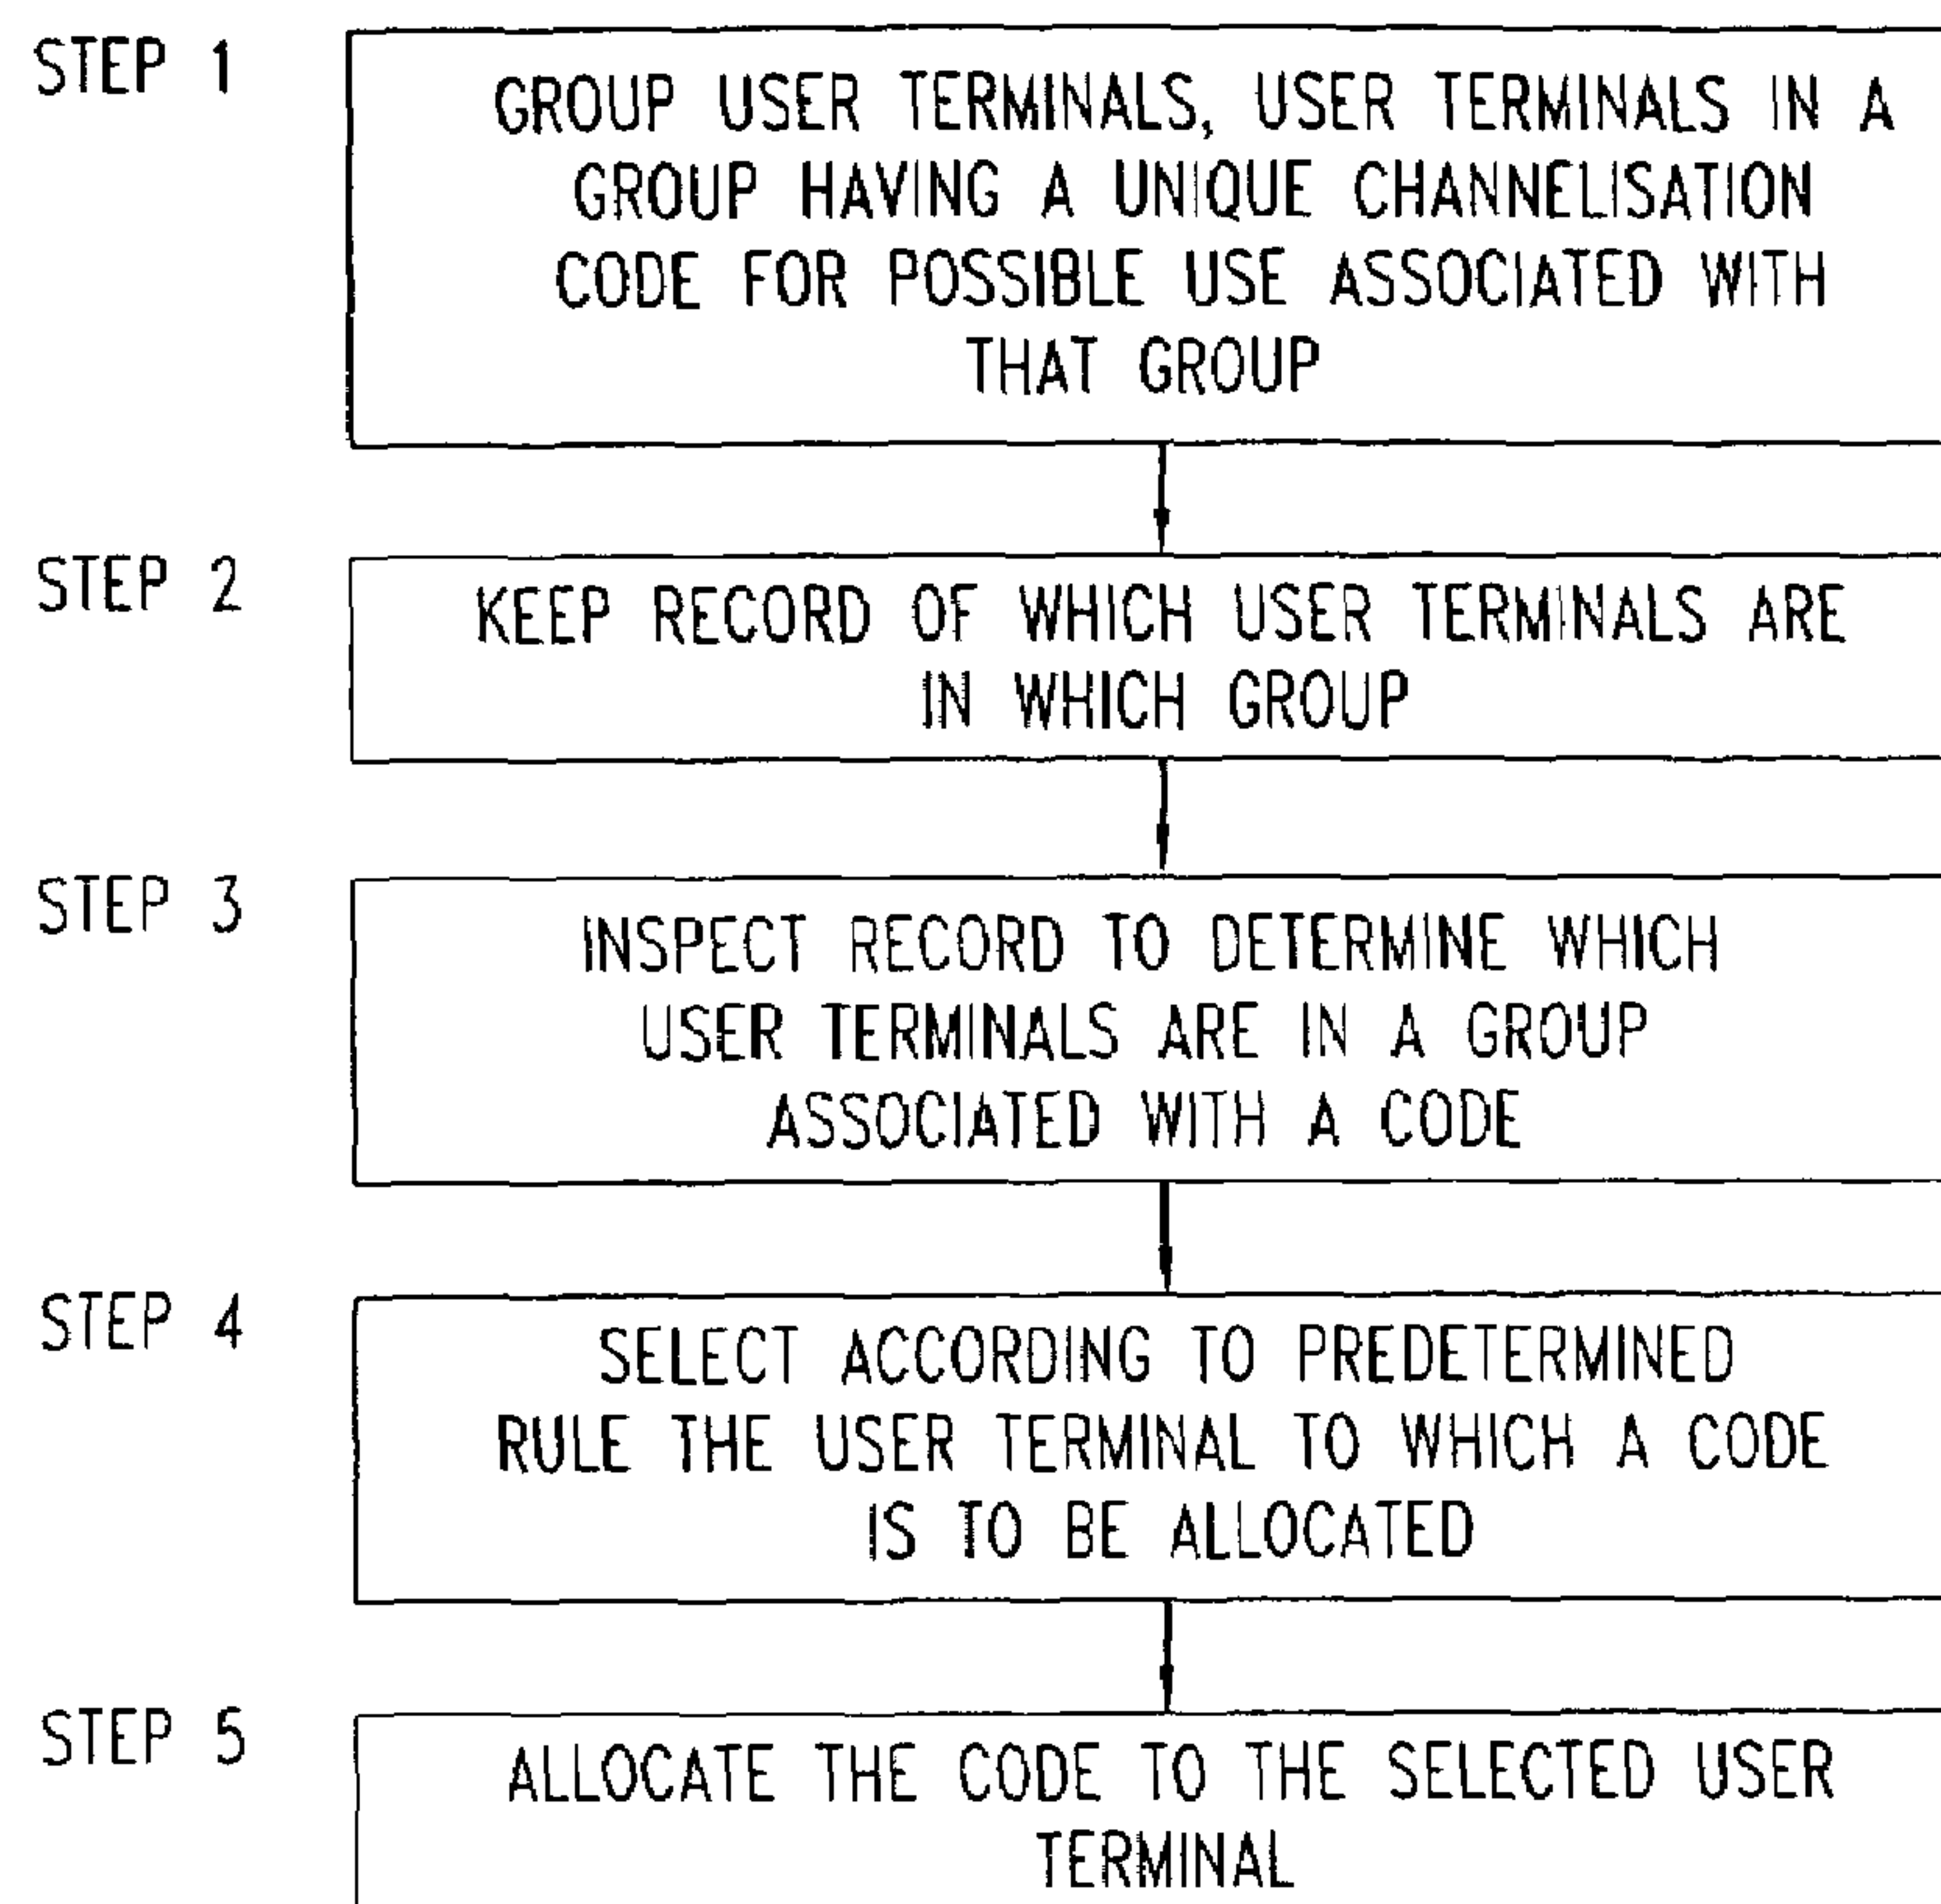 STEP 1
GROUP USER TERMINALS, USER TERMINALS IN A
GROUP HAVING A UNIQUE CHANNELISATION
CODE FOR POSSIBLE USE ASSOCIATED WITH
THAT GROUP
STEP 2
KEEP RECORD OF WHICH USER TERMINALS ARE
IN WHICH GROUP
STEP 3
INSPECT RECORD TO DETERMINE WHICH
USER TERMINALS ARE IN A GROUP
ASSOCIATED WITH A CODE
STEP 4
SELECT ACCORDING TO PREDETERMINED
RULE THE USER TERMINAL TO WHICH A CODE
IS TO BE ALLOCATED
STEP 5
ALLOCATE THE CODE TO THE SELECTED USER
TERMINAL